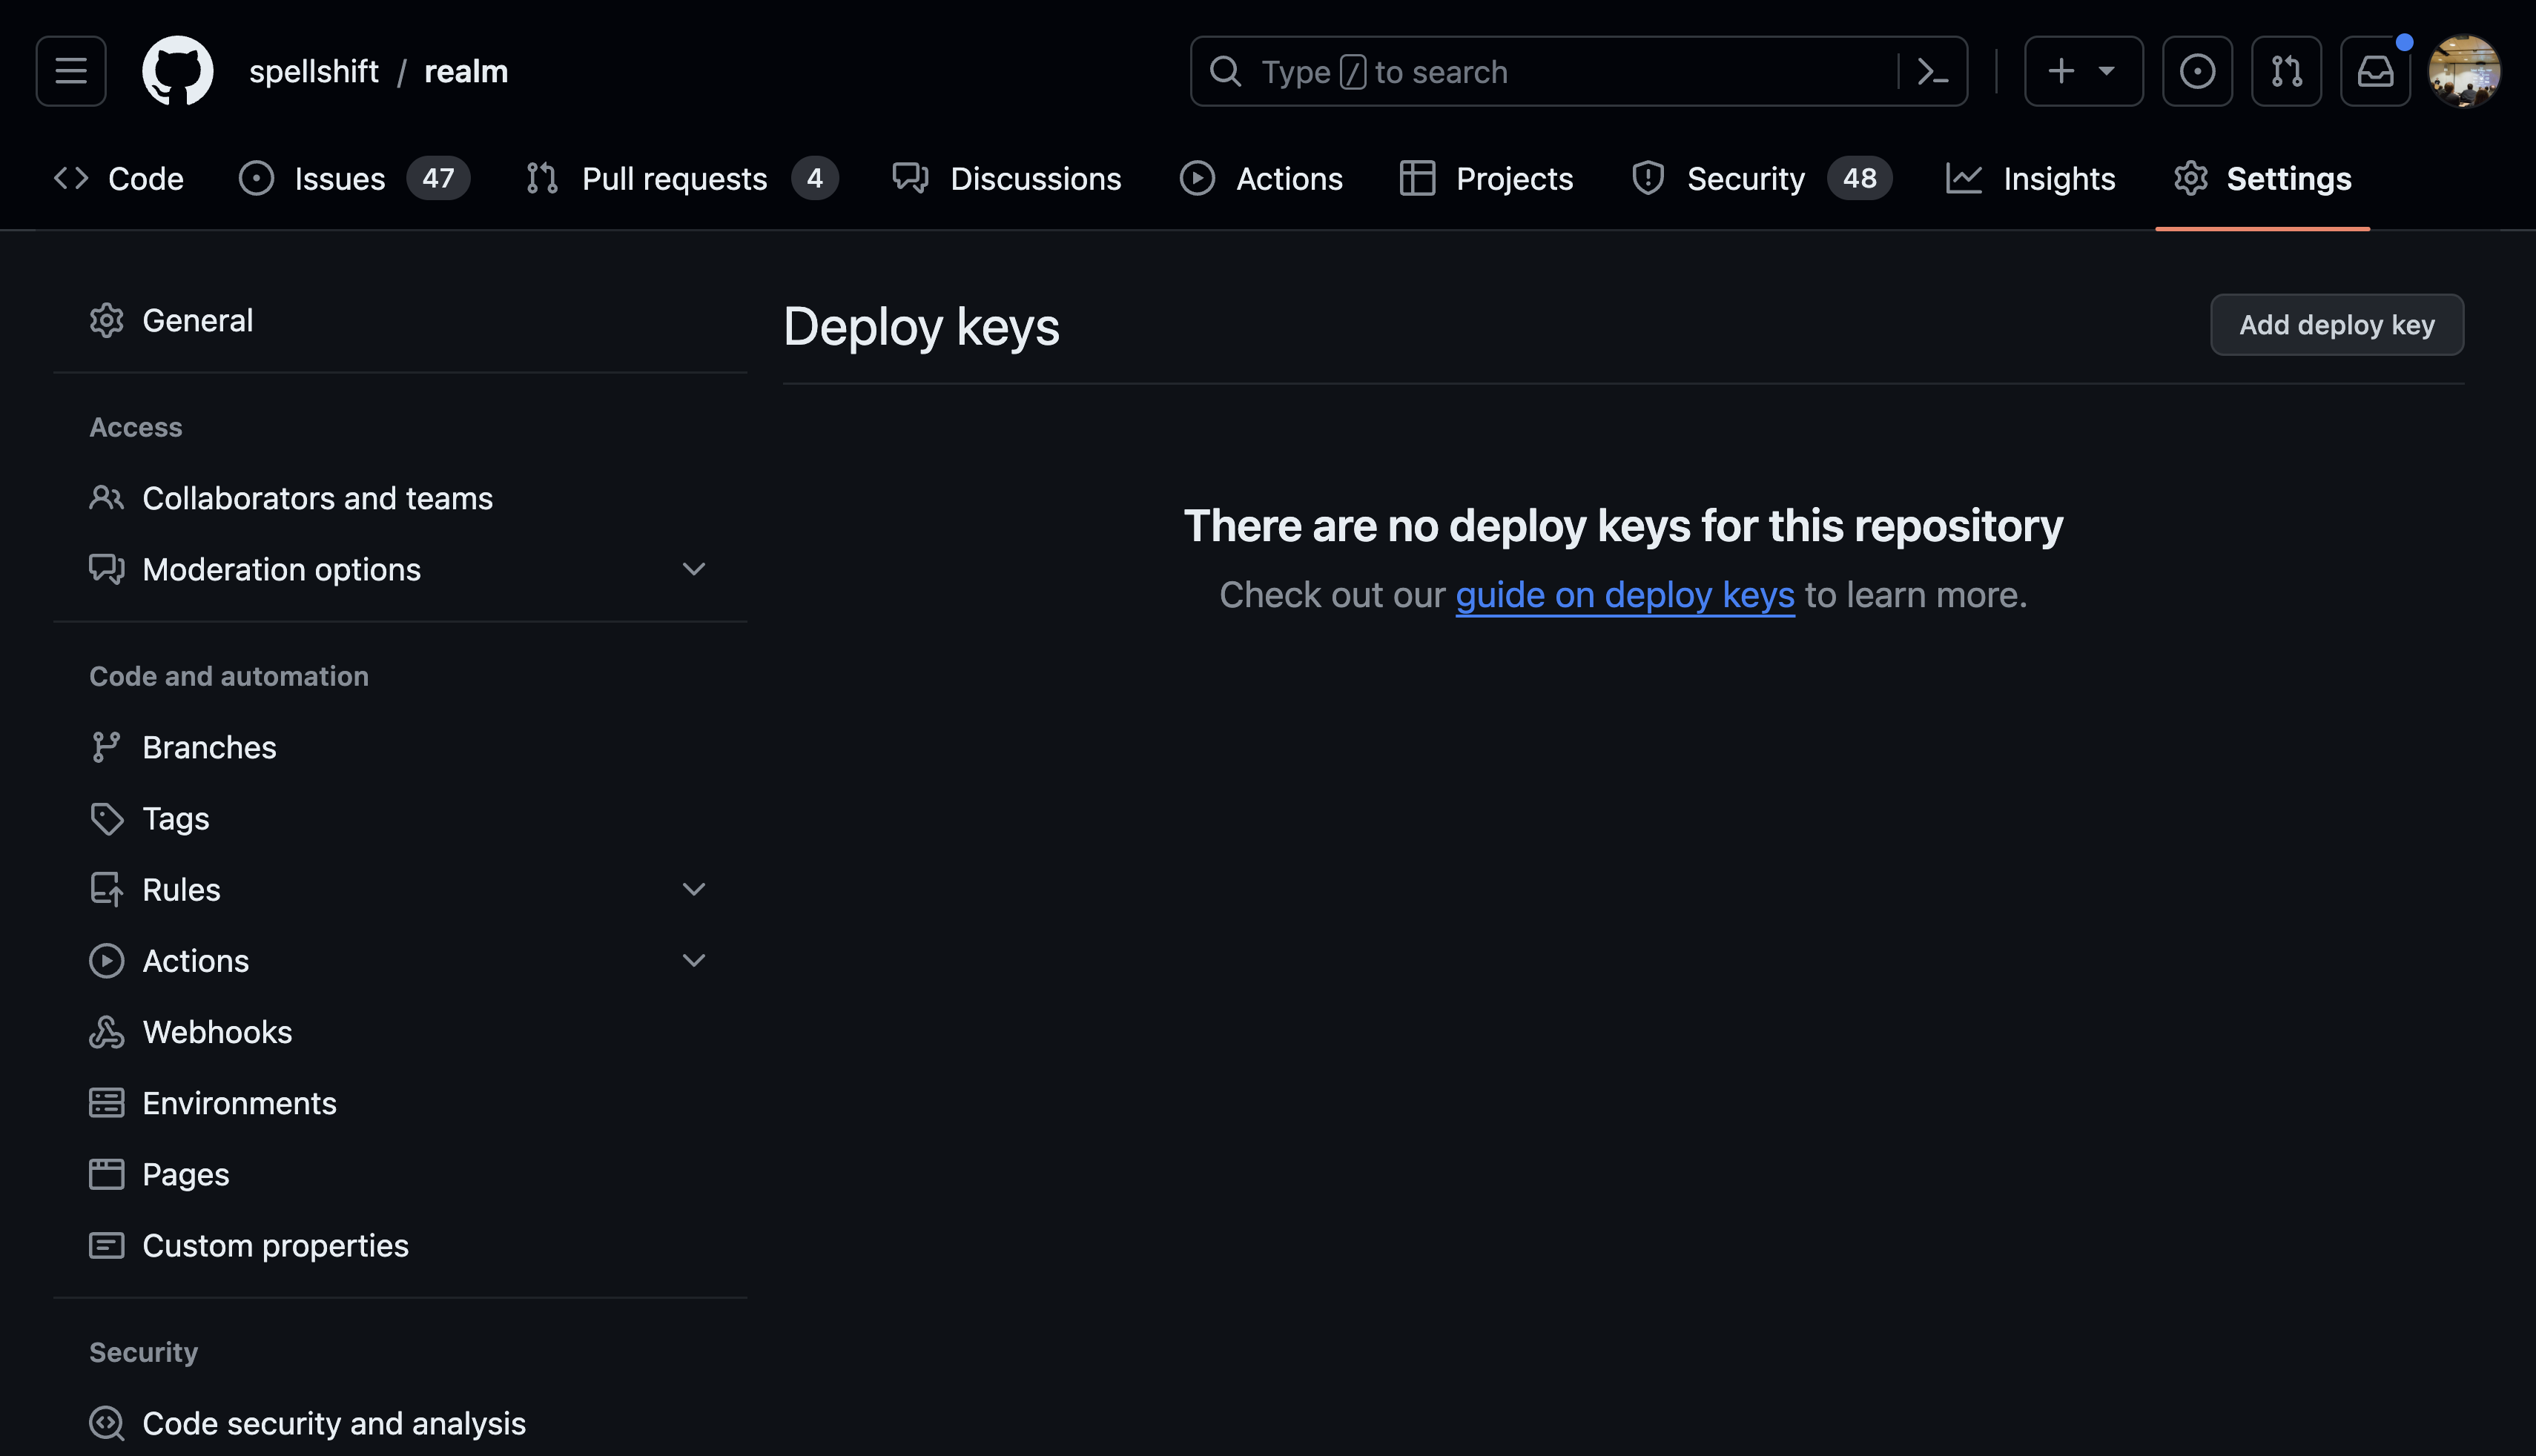 spellshift / realm
Type / to search
Code
Issues 47
Pull requests 4
Discussions
Actions
Projects
Security 48
Insights
Settings
General
Access
Collaborators and teams
Moderation options
Code and automation
Branches
Tags
Rules
Actions
Webhooks
Environments
Pages
Custom properties
Security
Code security and analysis
Deploy keys
Add deploy key
There are no deploy keys for this repository
Check out our guide on deploy keys to learn more.